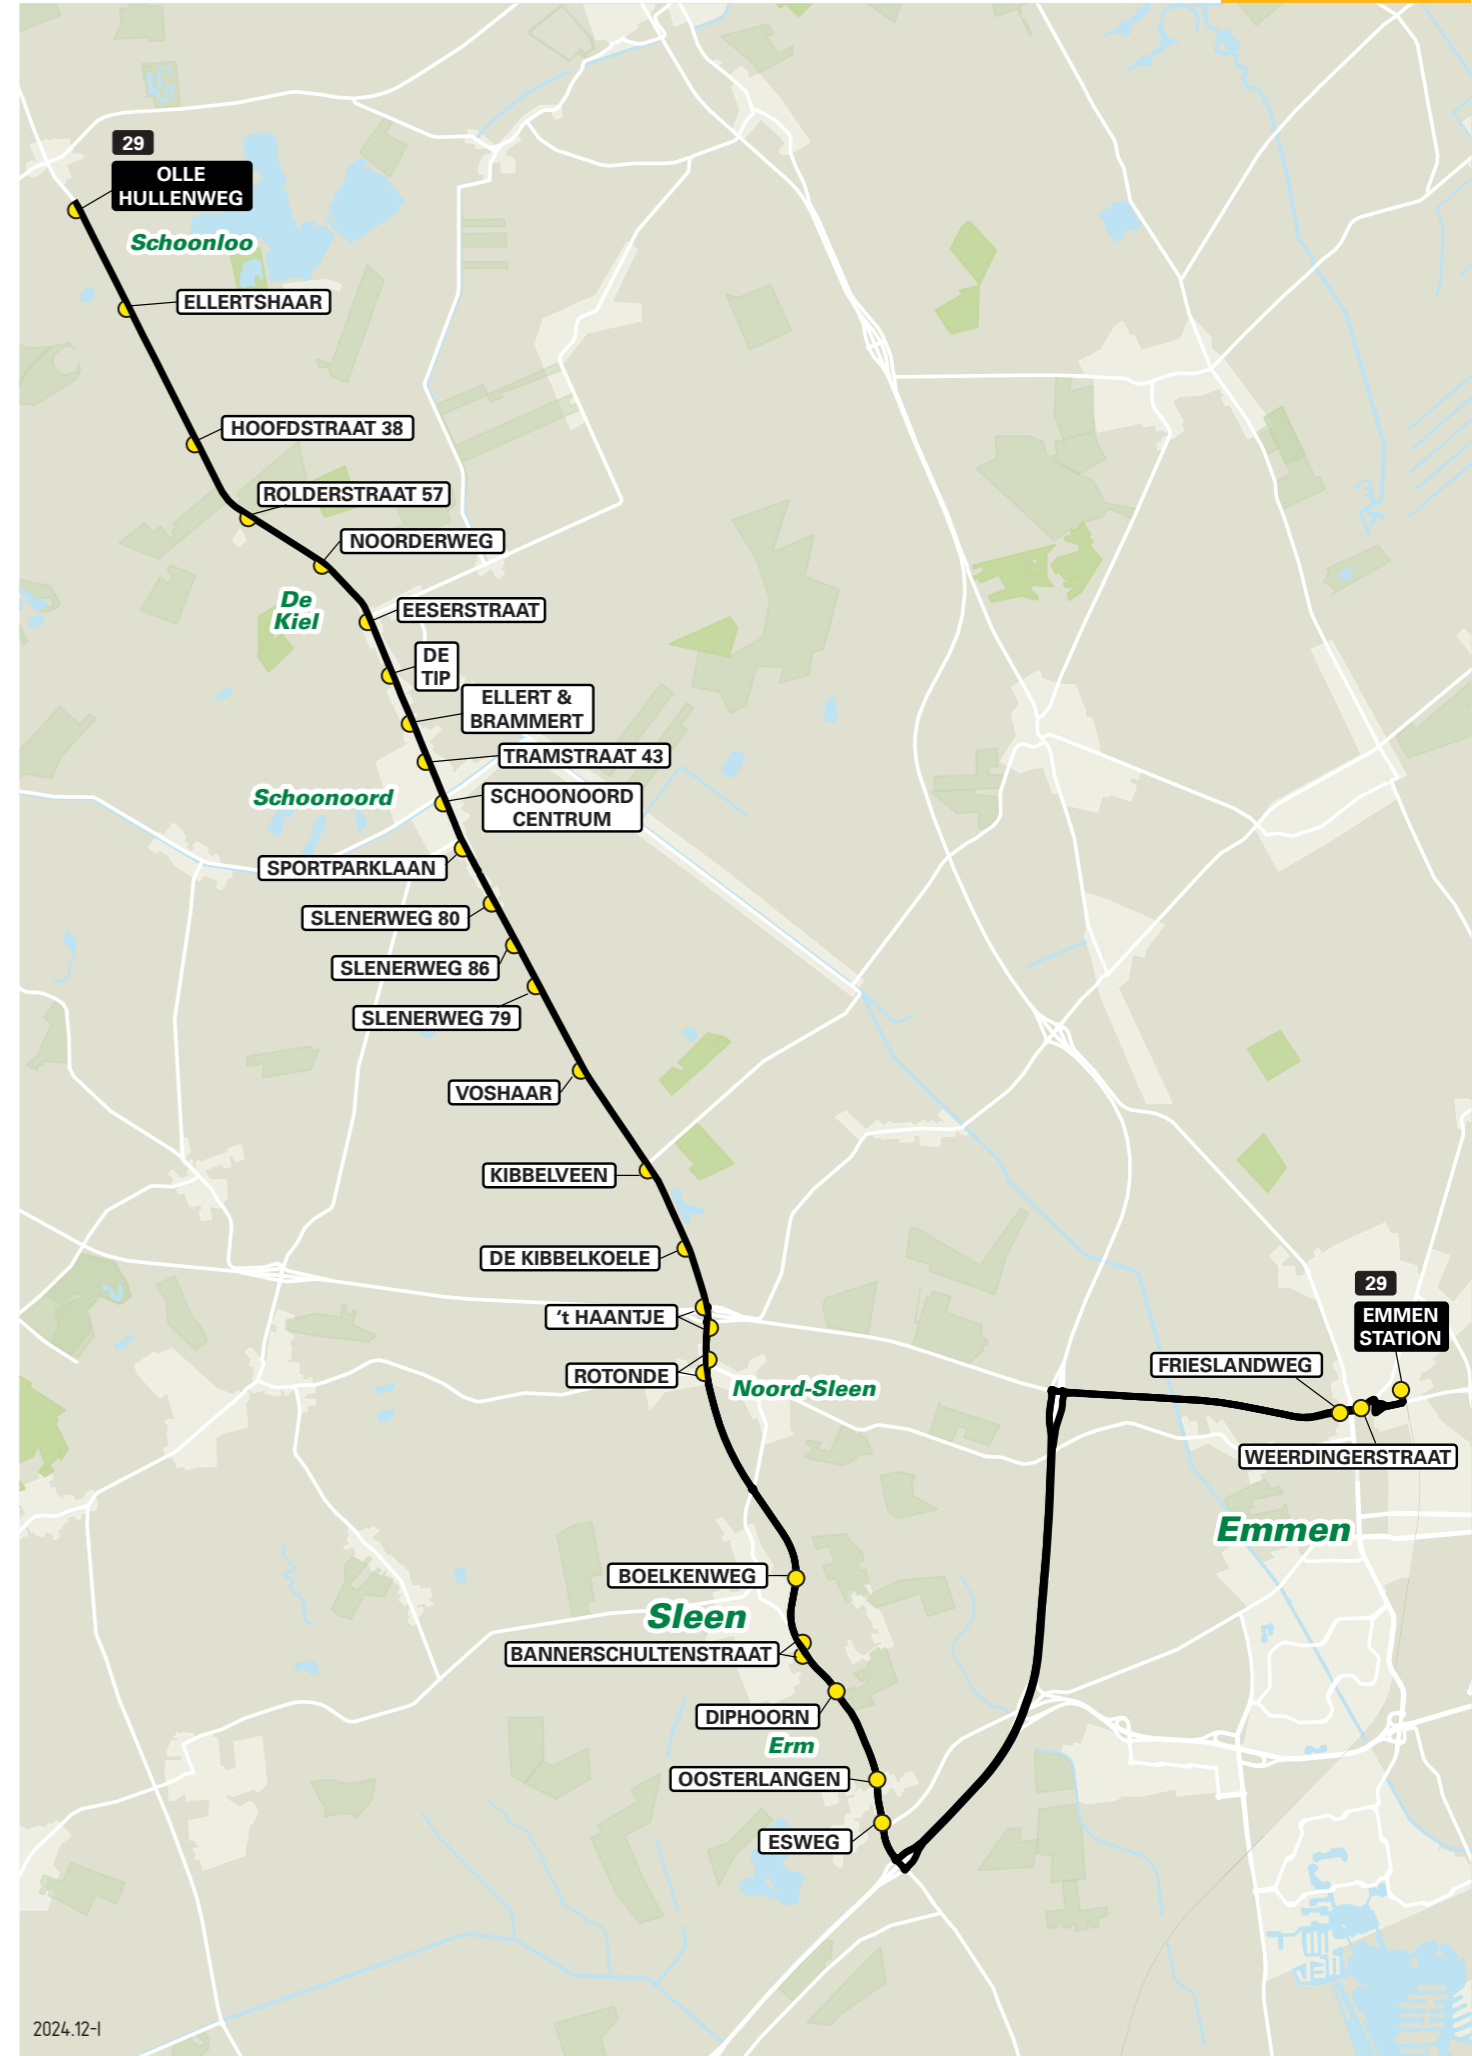 29
OLLE
HULLENWEG
Schoonloo
ELLERTSHAAR
HOOFDSTRAAT 38
ROLDERSTRAAT 57
NOORDERWEG
De
Kiel
EESERSTRAAT
DE
TIP
ELLERT &
BRAMMERT
TRAMSTRAAT 43
Schoonoord
SCHOONOORD
CENTRUM
SPORTPARKLAAN
SLENERWEG 80
SLENERWEG 86
SLENERWEG 79
VOSHAAR
KIBBELVEEN
DE KIBBELKOELE
‘t HAANTJE
ROTONDE
Noord-Sleen
29
EMMEN
STATION
FRIESLANDWEG
WEERDINGERSTRAAT
Emmen
BOELKENWEG
Sleen
BANNERSCHULTENSTRAAT
DIPHOORN
Erm
OOSTERLANGEN
ESWEG
2024.12-I